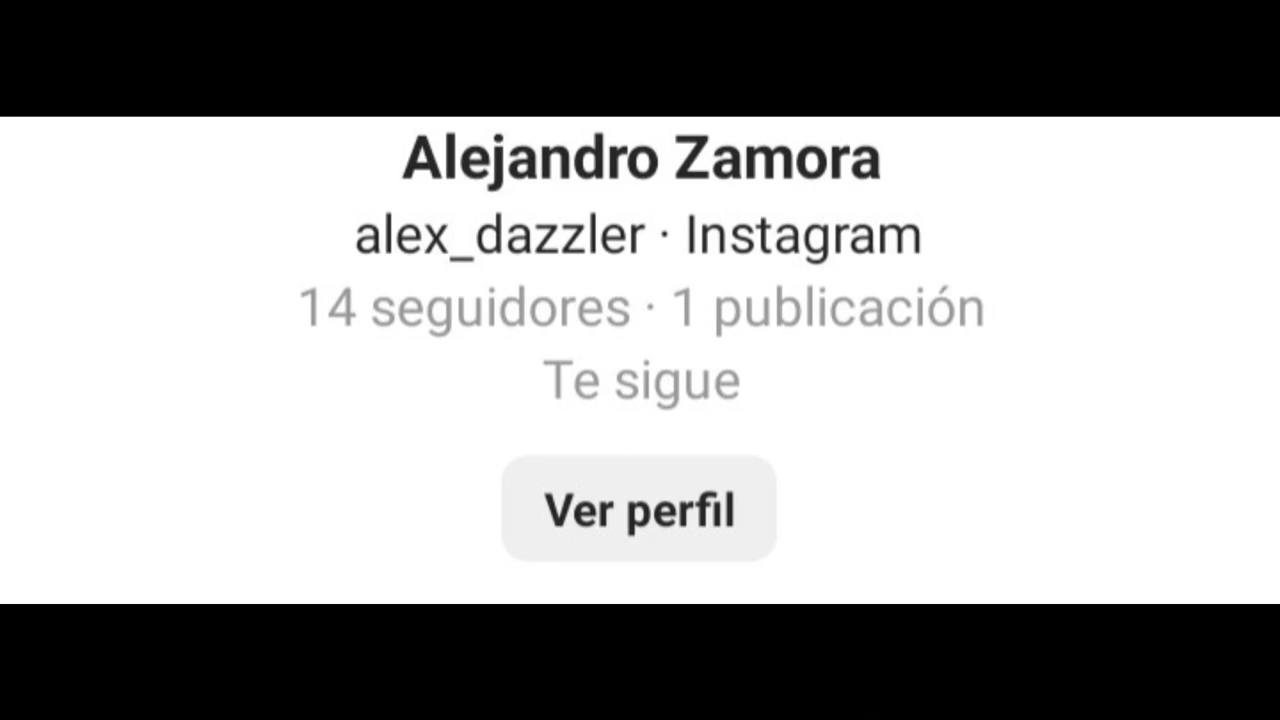 Alejandro Zamora
alex_dazzler · Instagram
14 seguidores · 1 publicación
Te sigue
Ver perfil